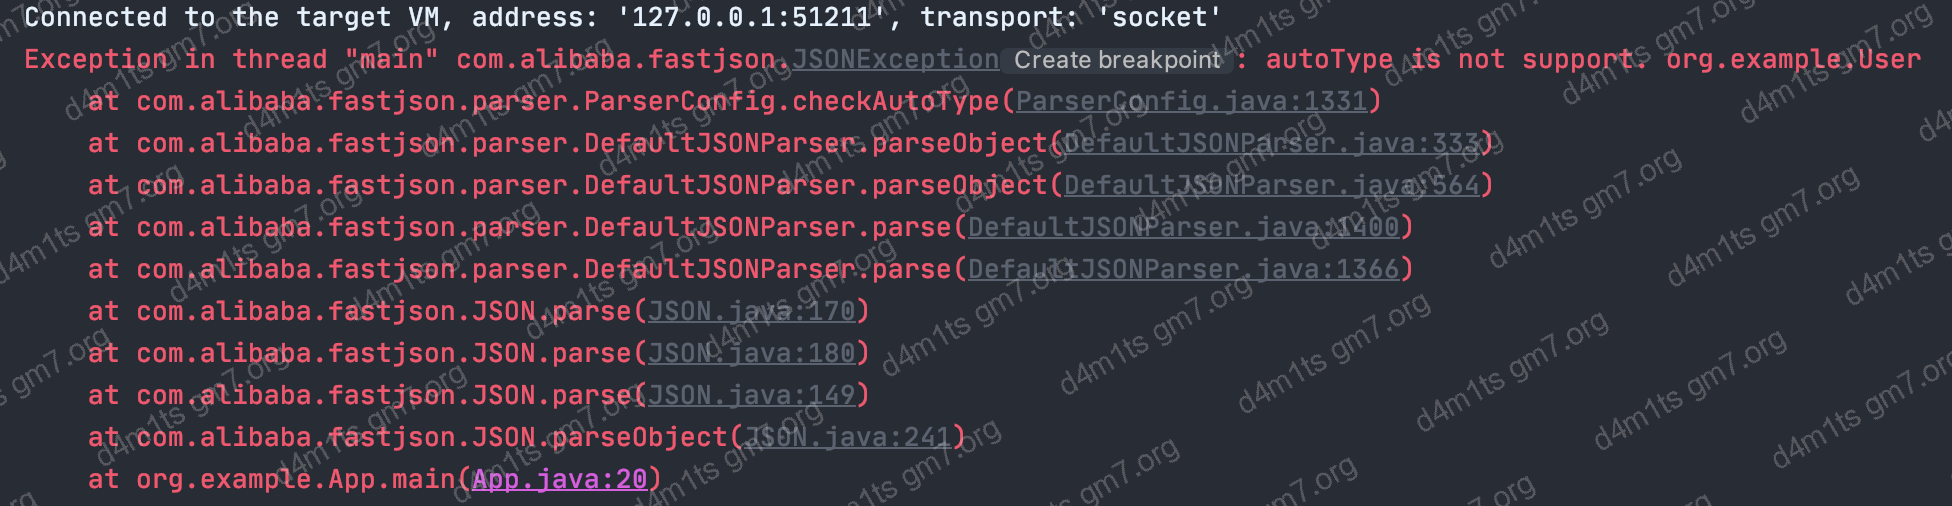 Connected to the target VM, address: '127.0.0.1:51211', transport: 'socket'
Exception in thread "main" com.alibaba.fastjson.JSONException Create breakpoint : autoType is not support. org.example.User
at com.alibaba.fastjson.parser.ParserConfig.checkAutoType(ParserConfig.java:1331)
at com.alibaba.fastjson.parser.DefaultJSONParser.parseObject(DefaultJSONParser.java:333)
at com.alibaba.fastjson.parser.DefaultJSONParser.parseObject(DefaultJSONParser.java:564)
at com.alibaba.fastjson.parser.DefaultJSONParser.parse(DefaultJSONParser.java:1400)
at com.alibaba.fastjson.parser.DefaultJSONParser.parse(DefaultJSONParser.java:1366)
at com.alibaba.fastjson.JSON.parse(JSON.java:170)
at com.alibaba.fastjson.JSON.parse(JSON.java:180)
at com.alibaba.fastjson.JSON.parse(JSON.java:149)
at com.alibaba.fastjson.JSON.parseObject(JSON.java:241)
at org.example.App.main(App.java:20)
d4m1ts gm7.org